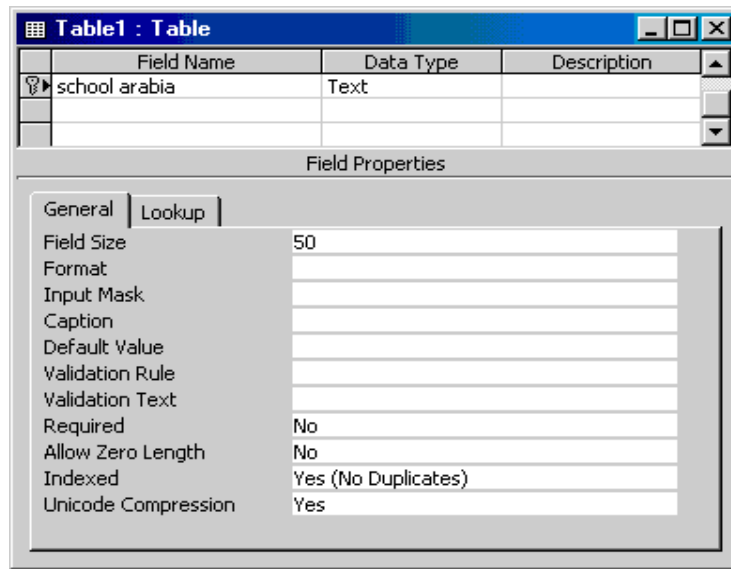 Table1 : Table
Field Name Data Type Description
school arabia Text
Field Properties
General Lookup
Field Size 50
Format
Input Mask
Caption
Default Value
Validation Rule
Validation Text
Required No
Allow Zero Length No
Indexed Yes (No Duplicates)
Unicode Compression Yes